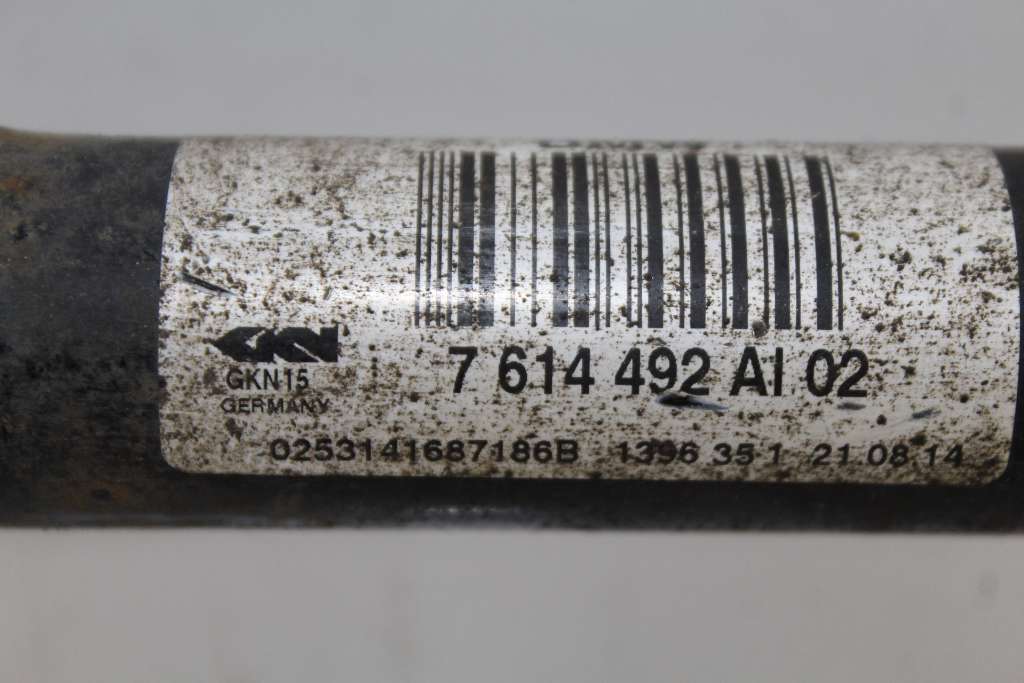 GKN
7 614 492 AI 02
GKN15
GERMANY
0253141687186B 1396 35 1 21.08.14